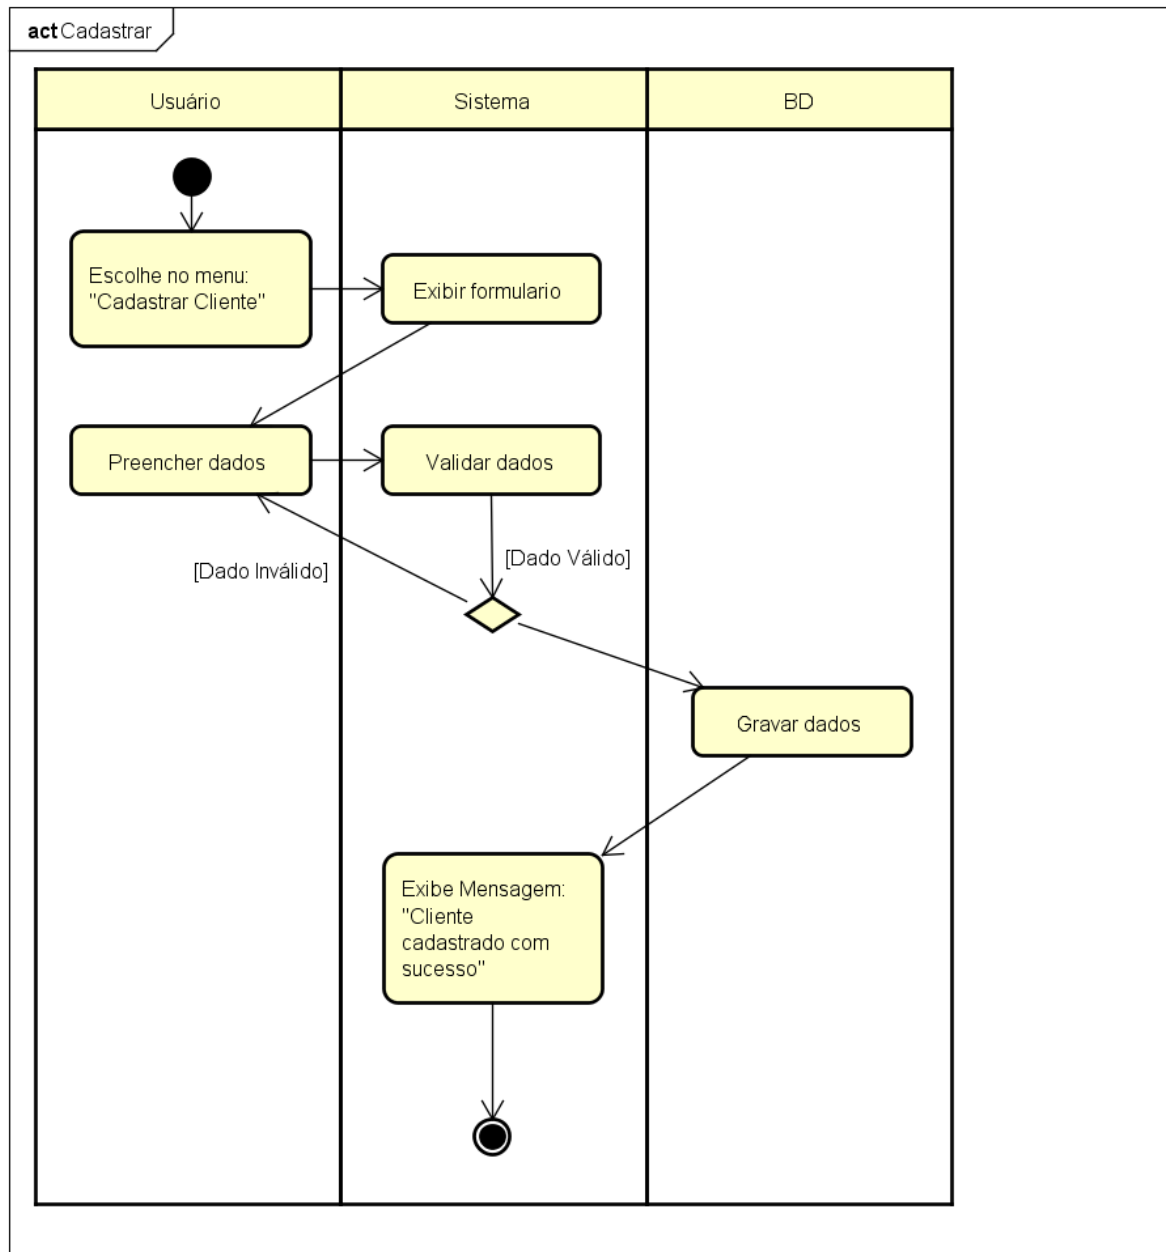 act Cadastrar
Usuário
Sistema
BD
Escolhe no menu:
"Cadastrar Cliente"
Exibir formulario
Preencher dados
Validar dados
[Dado Inválido]
[Dado Válido]
Gravar dados
Exibe Mensagem:
"Cliente
cadastrado com
sucesso"